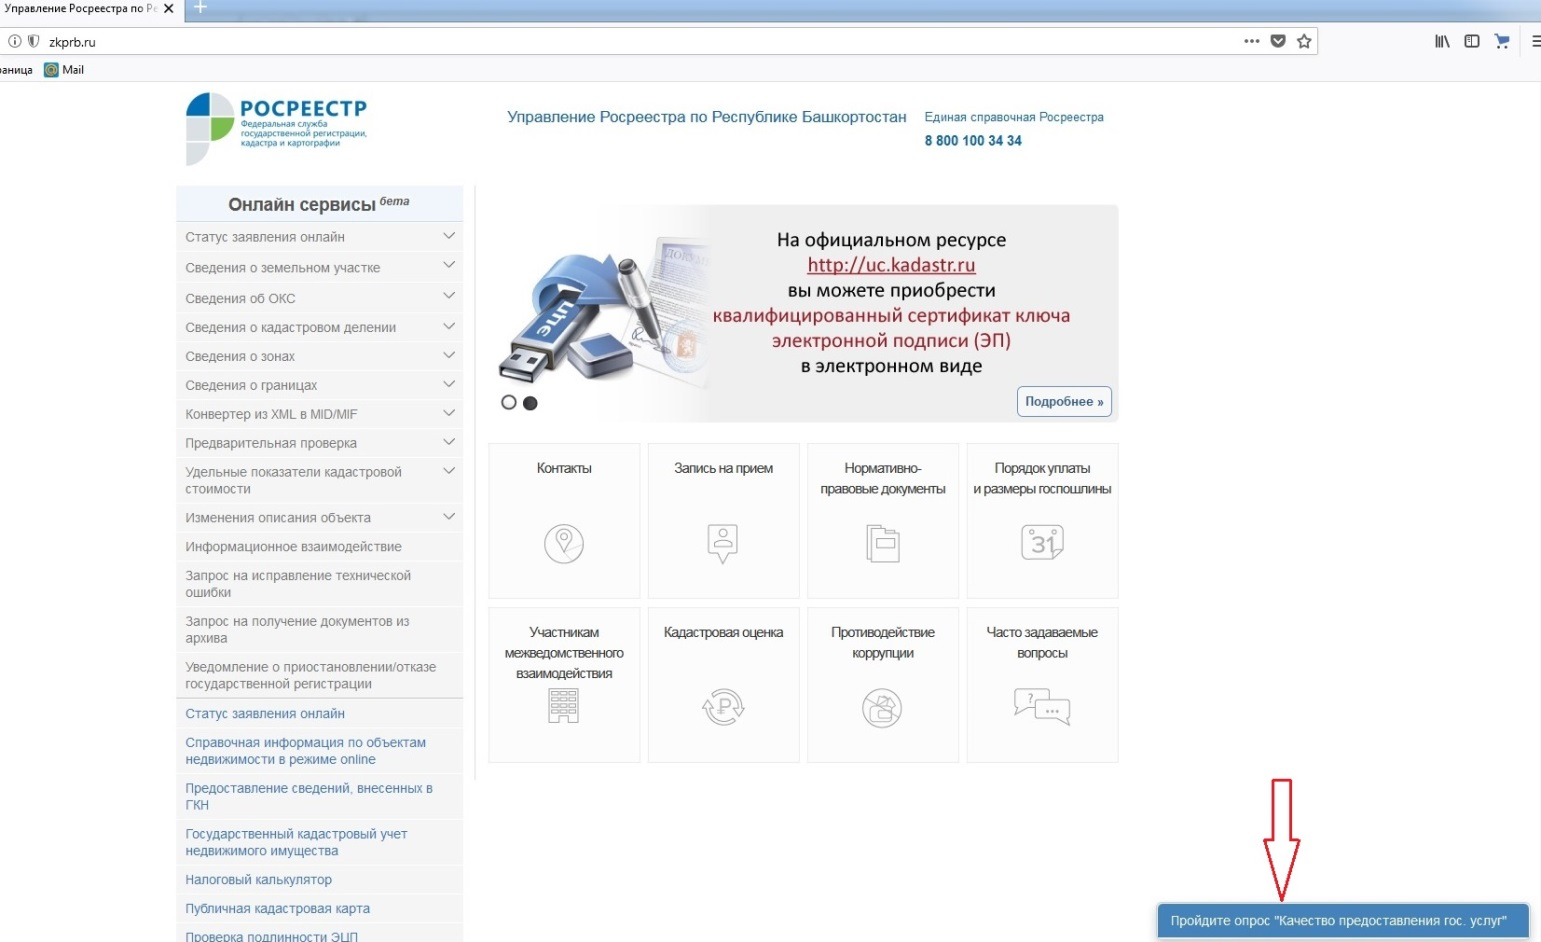 Управление Росреестра по Ре
zkprb.ru
раница Mail
РОСРЕЕСТР
Федеральная служба
государственной регистрации,
кадастра и картографии
Управление Росреестра по Республике Башкортостан
Единая справочная Росреестра
8 800 100 34 34
Онлайн сервисы бета
Статус заявления онлайн
Сведения о земельном участке
Сведения об ОКС
Сведения о кадастровом делении
Сведения о зонах
Сведения о границах
Конвертер из XML в MID/MIF
Предварительная проверка
Удельные показатели кадастровой
стоимости
Изменения описания объекта
Информационное взаимодействие
Запрос на исправление технической
ошибки
Запрос на получение документов из
архива
Уведомление о приостановлении/отказе
государственной регистрации
Статус заявления онлайн
Справочная информация по объектам
недвижимости в режиме online
Предоставление сведений, внесенных в
ГКН
Государственный кадастровый учет
недвижимого имущества
Налоговый калькулятор
Публичная кадастровая карта
Проверка подлинности ЭЦП
ЭЦП
На официальном ресурсе
http://uc.kadastr.ru
вы можете приобрести
квалифицированный сертификат ключа
электронной подписи (ЭП)
в электронном виде
Подробнее »
Контакты
Запись на прием
Нормативно-
правовые документы
Порядок уплаты
и размеры госпошлины
31
Участникам
межведомственного
взаимодействия
Кадастровая оценка
Противодействие
коррупции
Часто задаваемые
вопросы
Пройдите опрос "Качество предоставления гос. услуг"